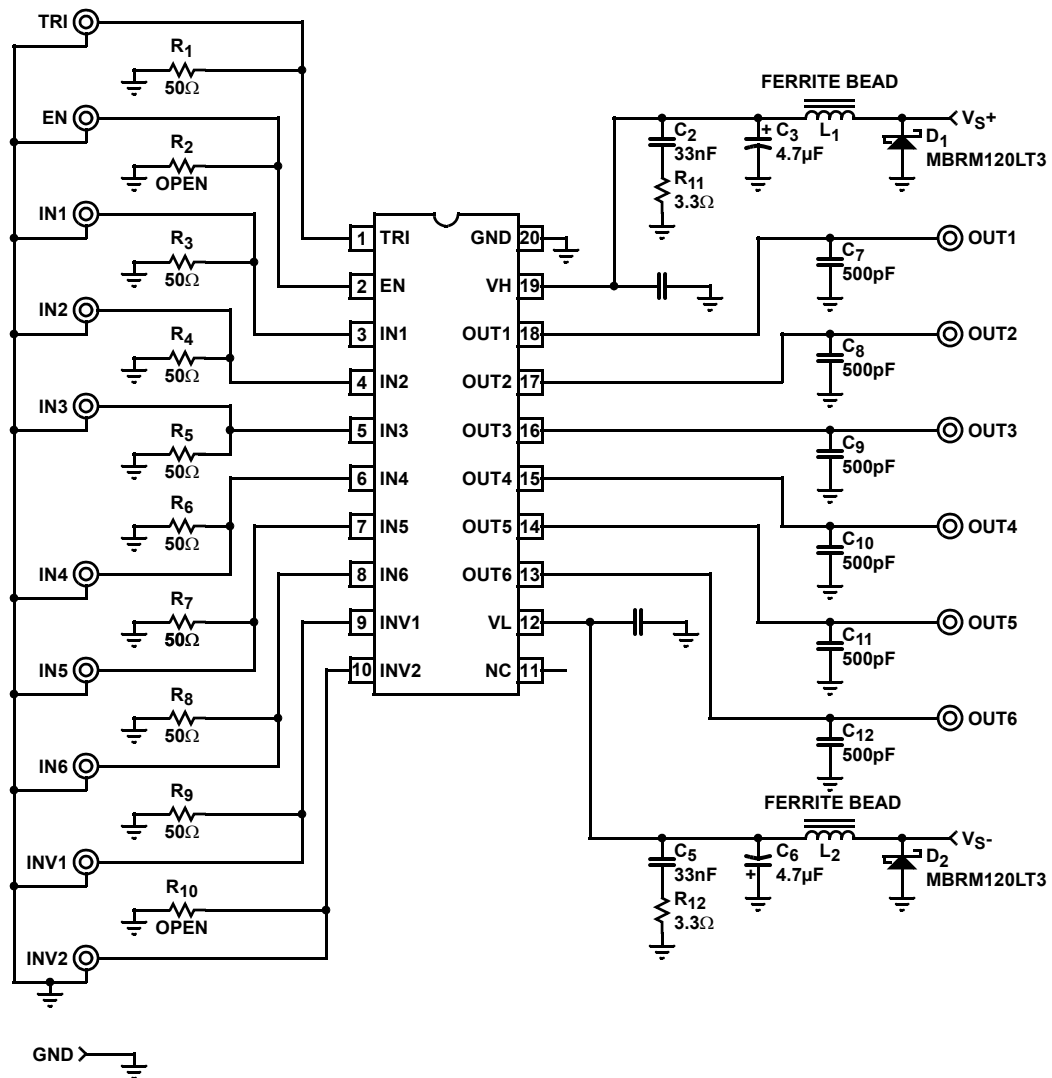 TRI
R1
50Ω
EN
R2
OPEN
IN1
R3
50Ω
IN2
R4
50Ω
IN3
R5
50Ω
R6
50Ω
IN4
R7
50Ω
IN5
R8
50Ω
IN6
R9
50Ω
INV1
R10
OPEN
INV2
GND
1 TRI
2 EN
3 IN1
4 IN2
5 IN3
6 IN4
7 IN5
8 IN6
9 INV1
10 INV2
GND 20
VH 19
OUT1 18
OUT2 17
OUT3 16
OUT4 15
OUT5 14
OUT6 13
VL 12
NC 11
FERRITE BEAD
L1
VS+
C2
33nF
R11
3.3Ω
+ C3
4.7µF
D1
MBRM120LT3
OUT1
C7
500pF
OUT2
C8
500pF
OUT3
C9
500pF
OUT4
C10
500pF
OUT5
C11
500pF
OUT6
C12
500pF
FERRITE BEAD
L2
VS-
C5
33nF
R12
3.3Ω
C6
+ 4.7µF
D2
MBRM120LT3